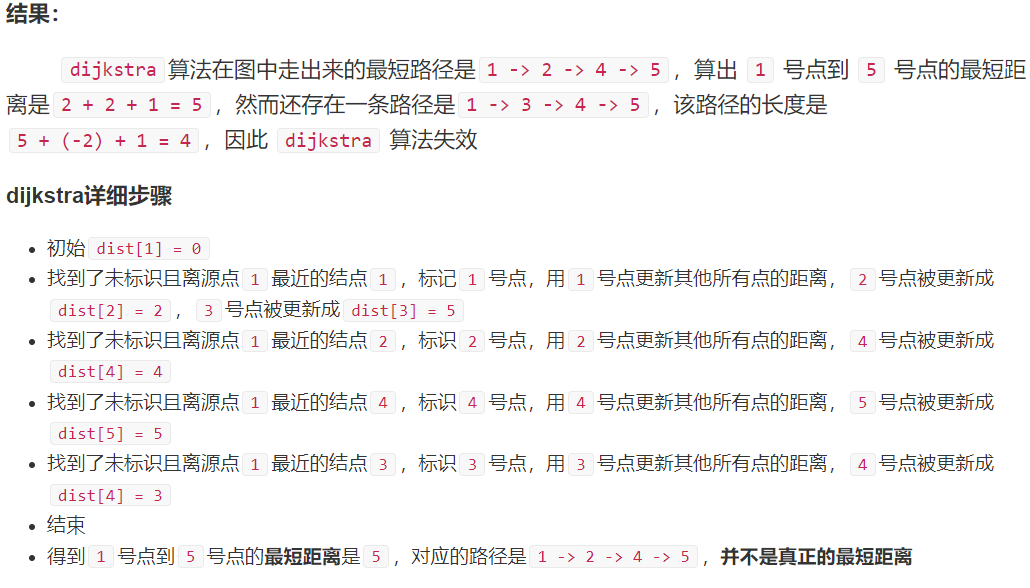 结果：
dijkstra 算法在图中走出来的最短路径是 1 -> 2 -> 4 -> 5 ，算出 1 号点到 5 号点的最短距
离是 2 + 2 + 1 = 5 ，然而还存在一条路径是 1 -> 3 -> 4 -> 5 ，该路径的长度是
5 + (-2) + 1 = 4 ，因此 dijkstra 算法失效
dijkstra详细步骤
• 初始 dist[1] = 0
• 找到了未标识且离源点 1 最近的结点 1 ，标记 1 号点，用 1 号点更新其他所有点的距离， 2 号点被更新成
dist[2] = 2 ， 3 号点被更新成 dist[3] = 5
• 找到了未标识且离源点 1 最近的结点 2 ，标识 2 号点，用 2 号点更新其他所有点的距离， 4 号点被更新成
dist[4] = 4
• 找到了未标识且离源点 1 最近的结点 4 ，标识 4 号点，用 4 号点更新其他所有点的距离， 5 号点被更新成
dist[5] = 5
• 找到了未标识且离源点 1 最近的结点 3 ，标识 3 号点，用 3 号点更新其他所有点的距离， 4 号点被更新成
dist[4] = 3
• 结束
• 得到 1 号点到 5 号点的最短距离是 5 ，对应的路径是 1 -> 2 -> 4 -> 5 ，并不是真正的最短距离